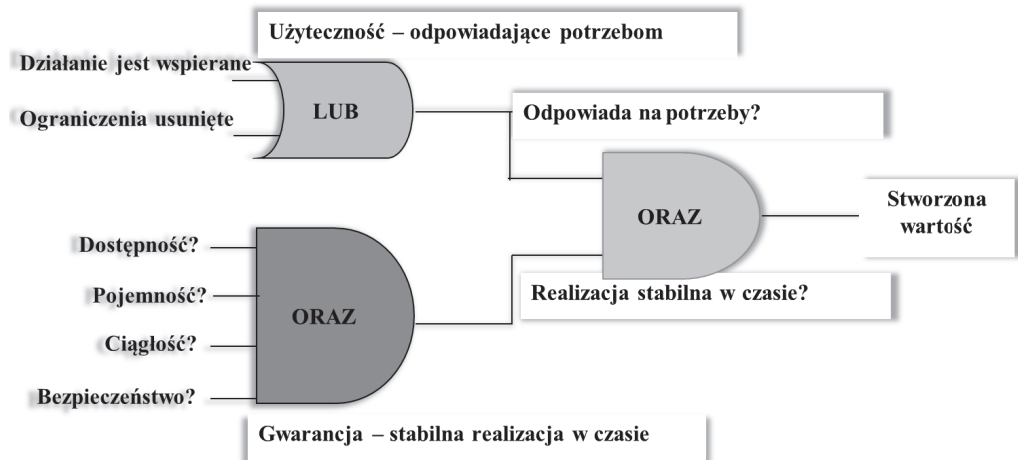 Użyteczność – odpowiadające potrzebom
Działanie jest wspierane
Ograniczenia usunięte
LUB
Odpowiada na potrzeby?
ORAZ
Stworzona
wartość
Dostępność?
Pojemność?
Ciągłość?
Bezpieczeństwo?
ORAZ
Realizacja stabilna w czasie?
Gwarancja – stabilna realizacja w czasie